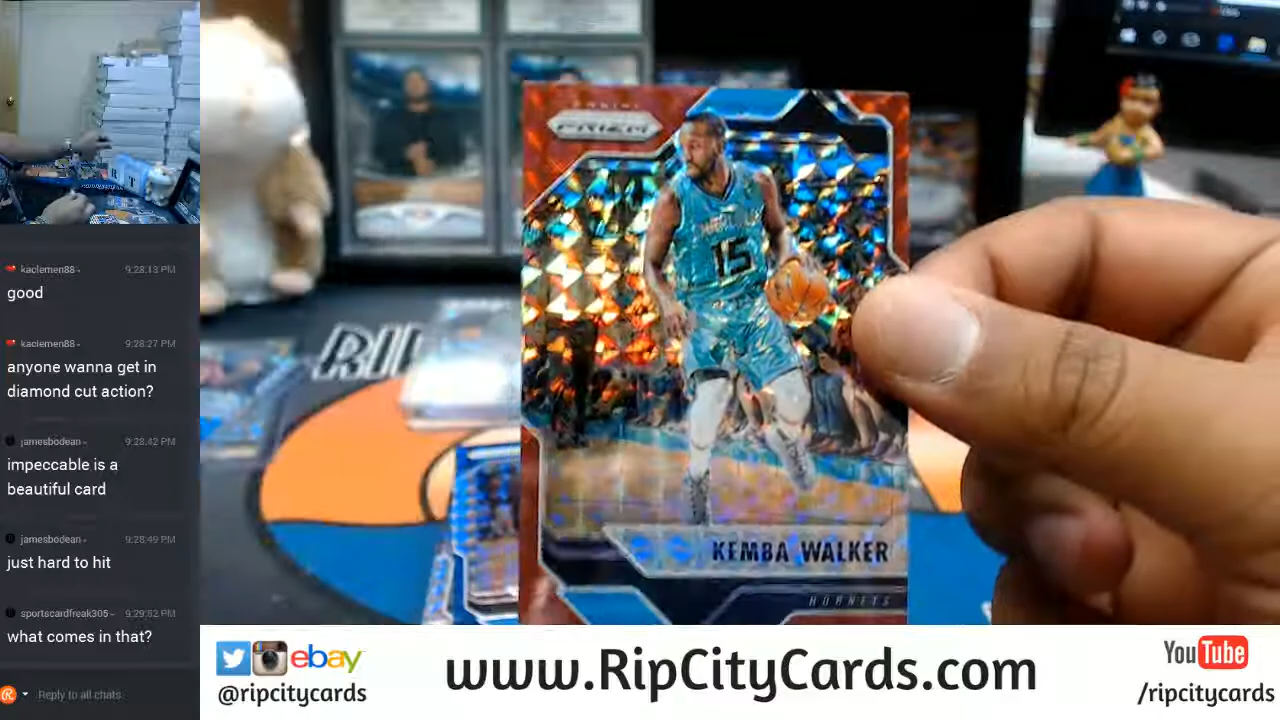 kaclemen88 9:28:13 PM
good
kaclemen88 9:28:27 PM
anyone wanna get in
diamond cut action?
jamesbodean 9:28:42 PM
impeccable is a
beautiful card
jamesbodean 9:28:49 PM
just hard to hit
sportscardfreak305 9:29:52 PM
what comes in that?
Reply to all chats.
PANINI
PRIZM
15
KEMBA WALKER
HORNETS
ebay
@ripcitycards
www.RipCityCards.com
YouTube
/ripcitycards